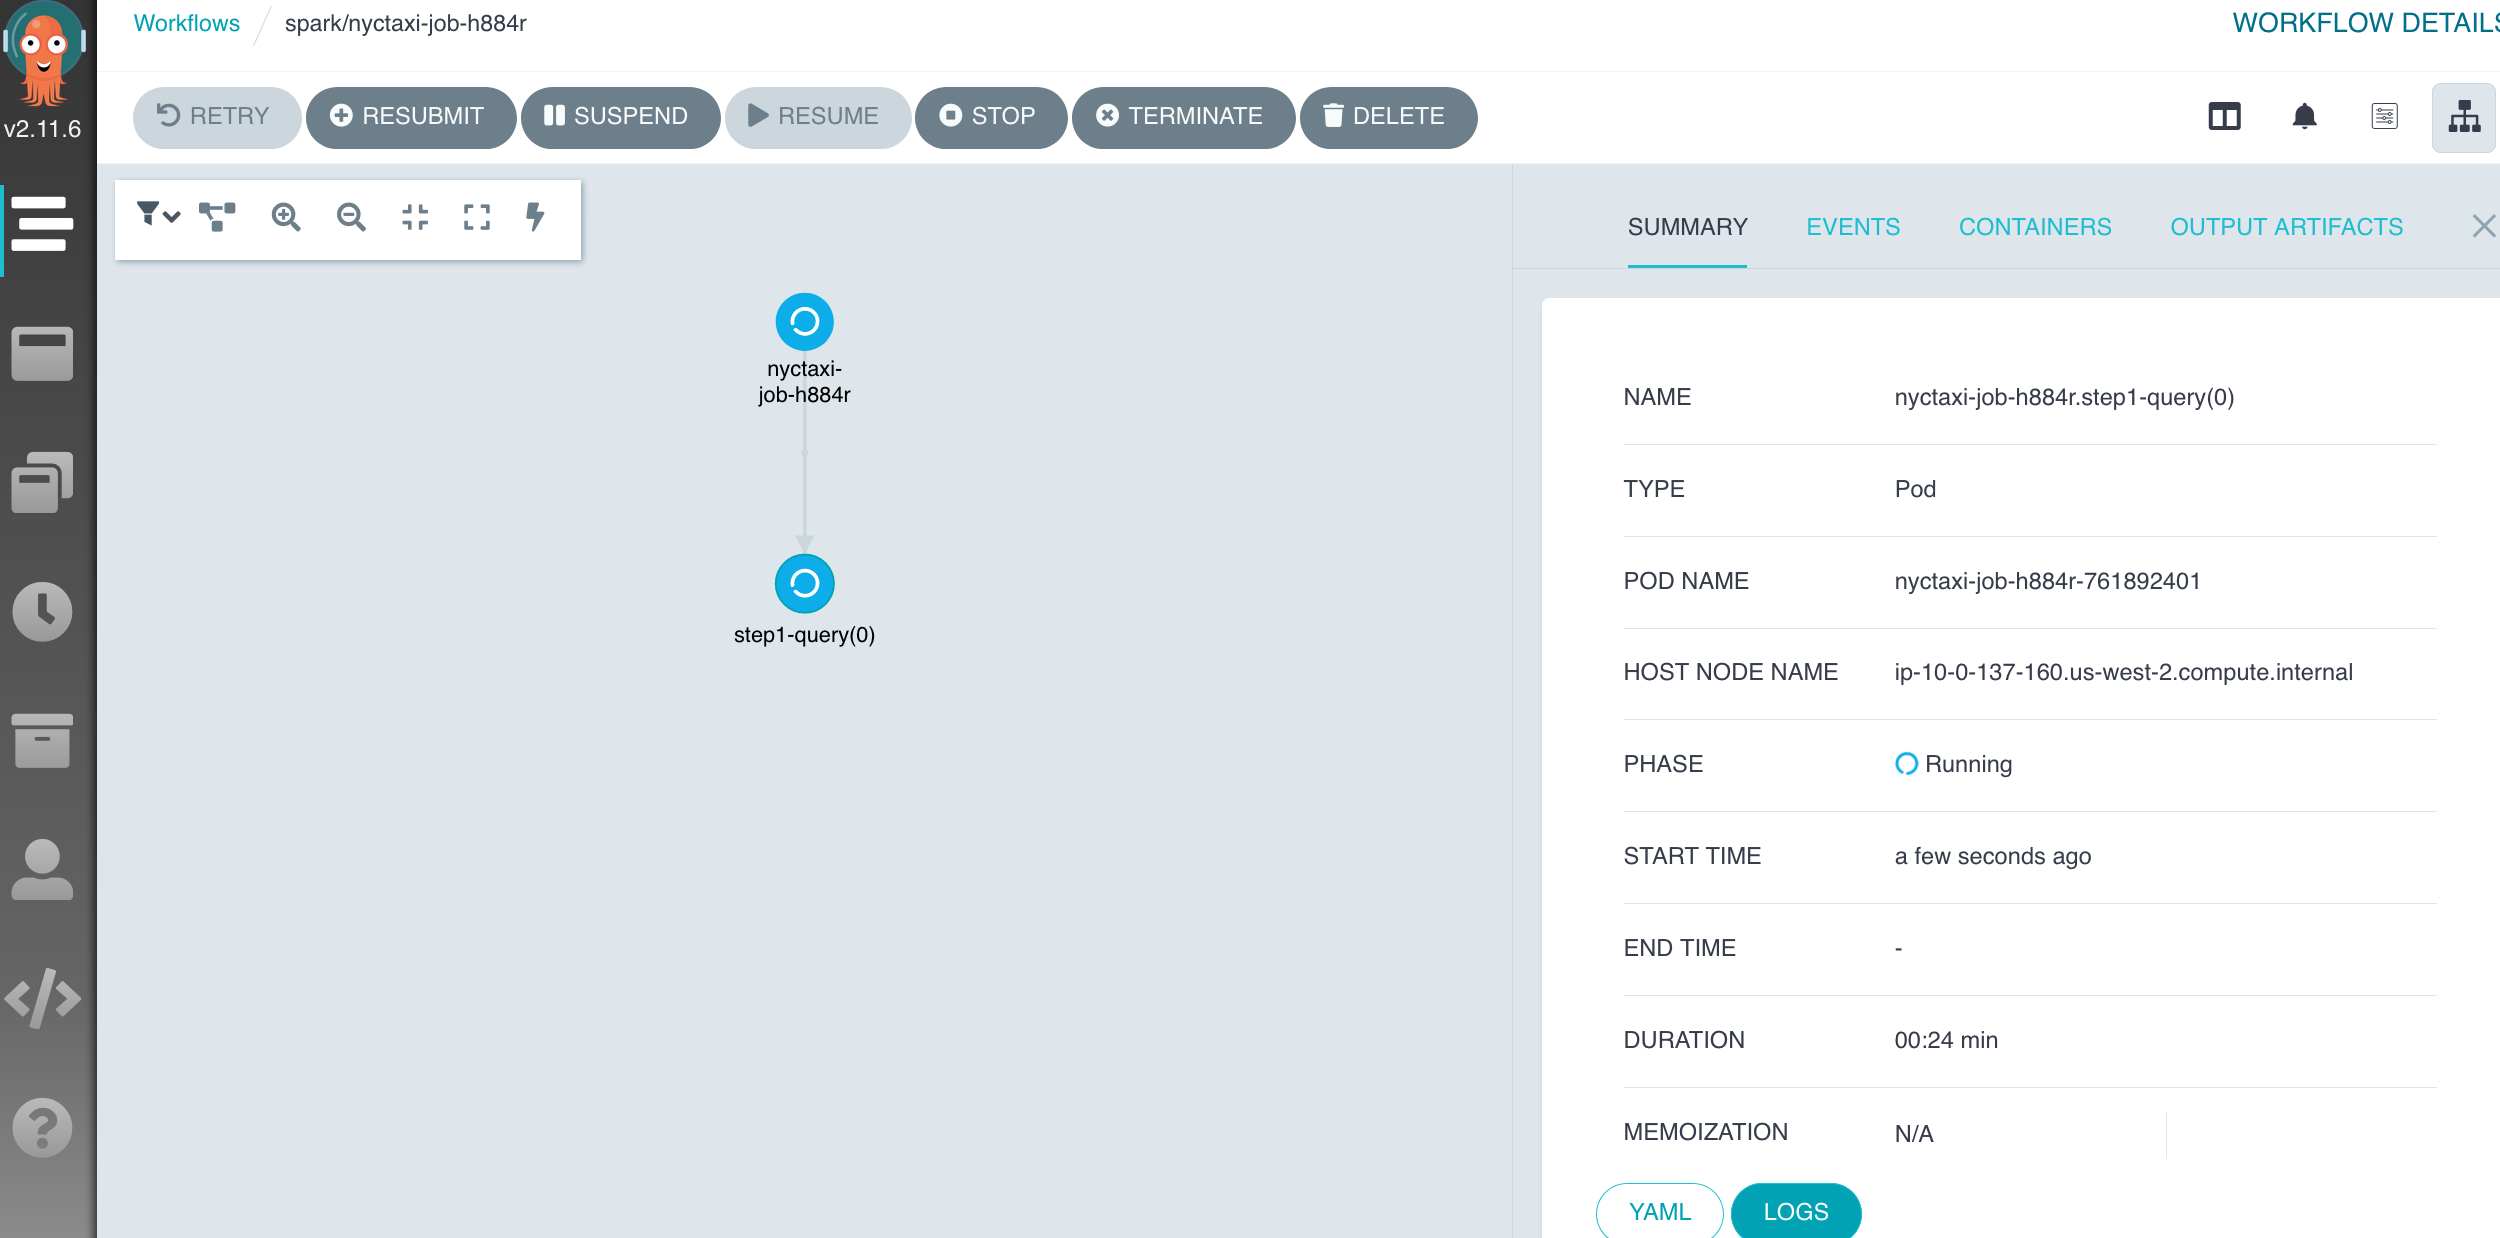 Workflows / spark/nyctaxi-job-h884r
WORKFLOW DETAILS
v2.11.6
RETRY RESUBMIT SUSPEND RESUME STOP TERMINATE DELETE
SUMMARY EVENTS CONTAINERS OUTPUT ARTIFACTS
nyctaxi-
job-h884r
step1-query(0)
NAME nyctaxi-job-h884r.step1-query(0)
TYPE Pod
POD NAME nyctaxi-job-h884r-761892401
HOST NODE NAME ip-10-0-137-160.us-west-2.compute.internal
PHASE Running
START TIME a few seconds ago
END TIME -
DURATION 00:24 min
MEMOIZATION N/A
YAML LOGS